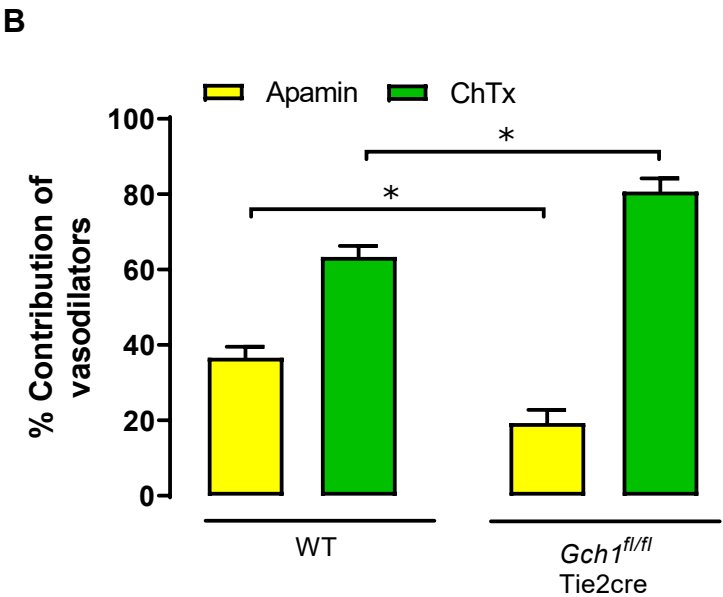 B
Apamin ChTx
% Contribution of
vasodilators
100
80
60
40
20
0
*
*
WT
Gch1fl/fl
Tie2cre